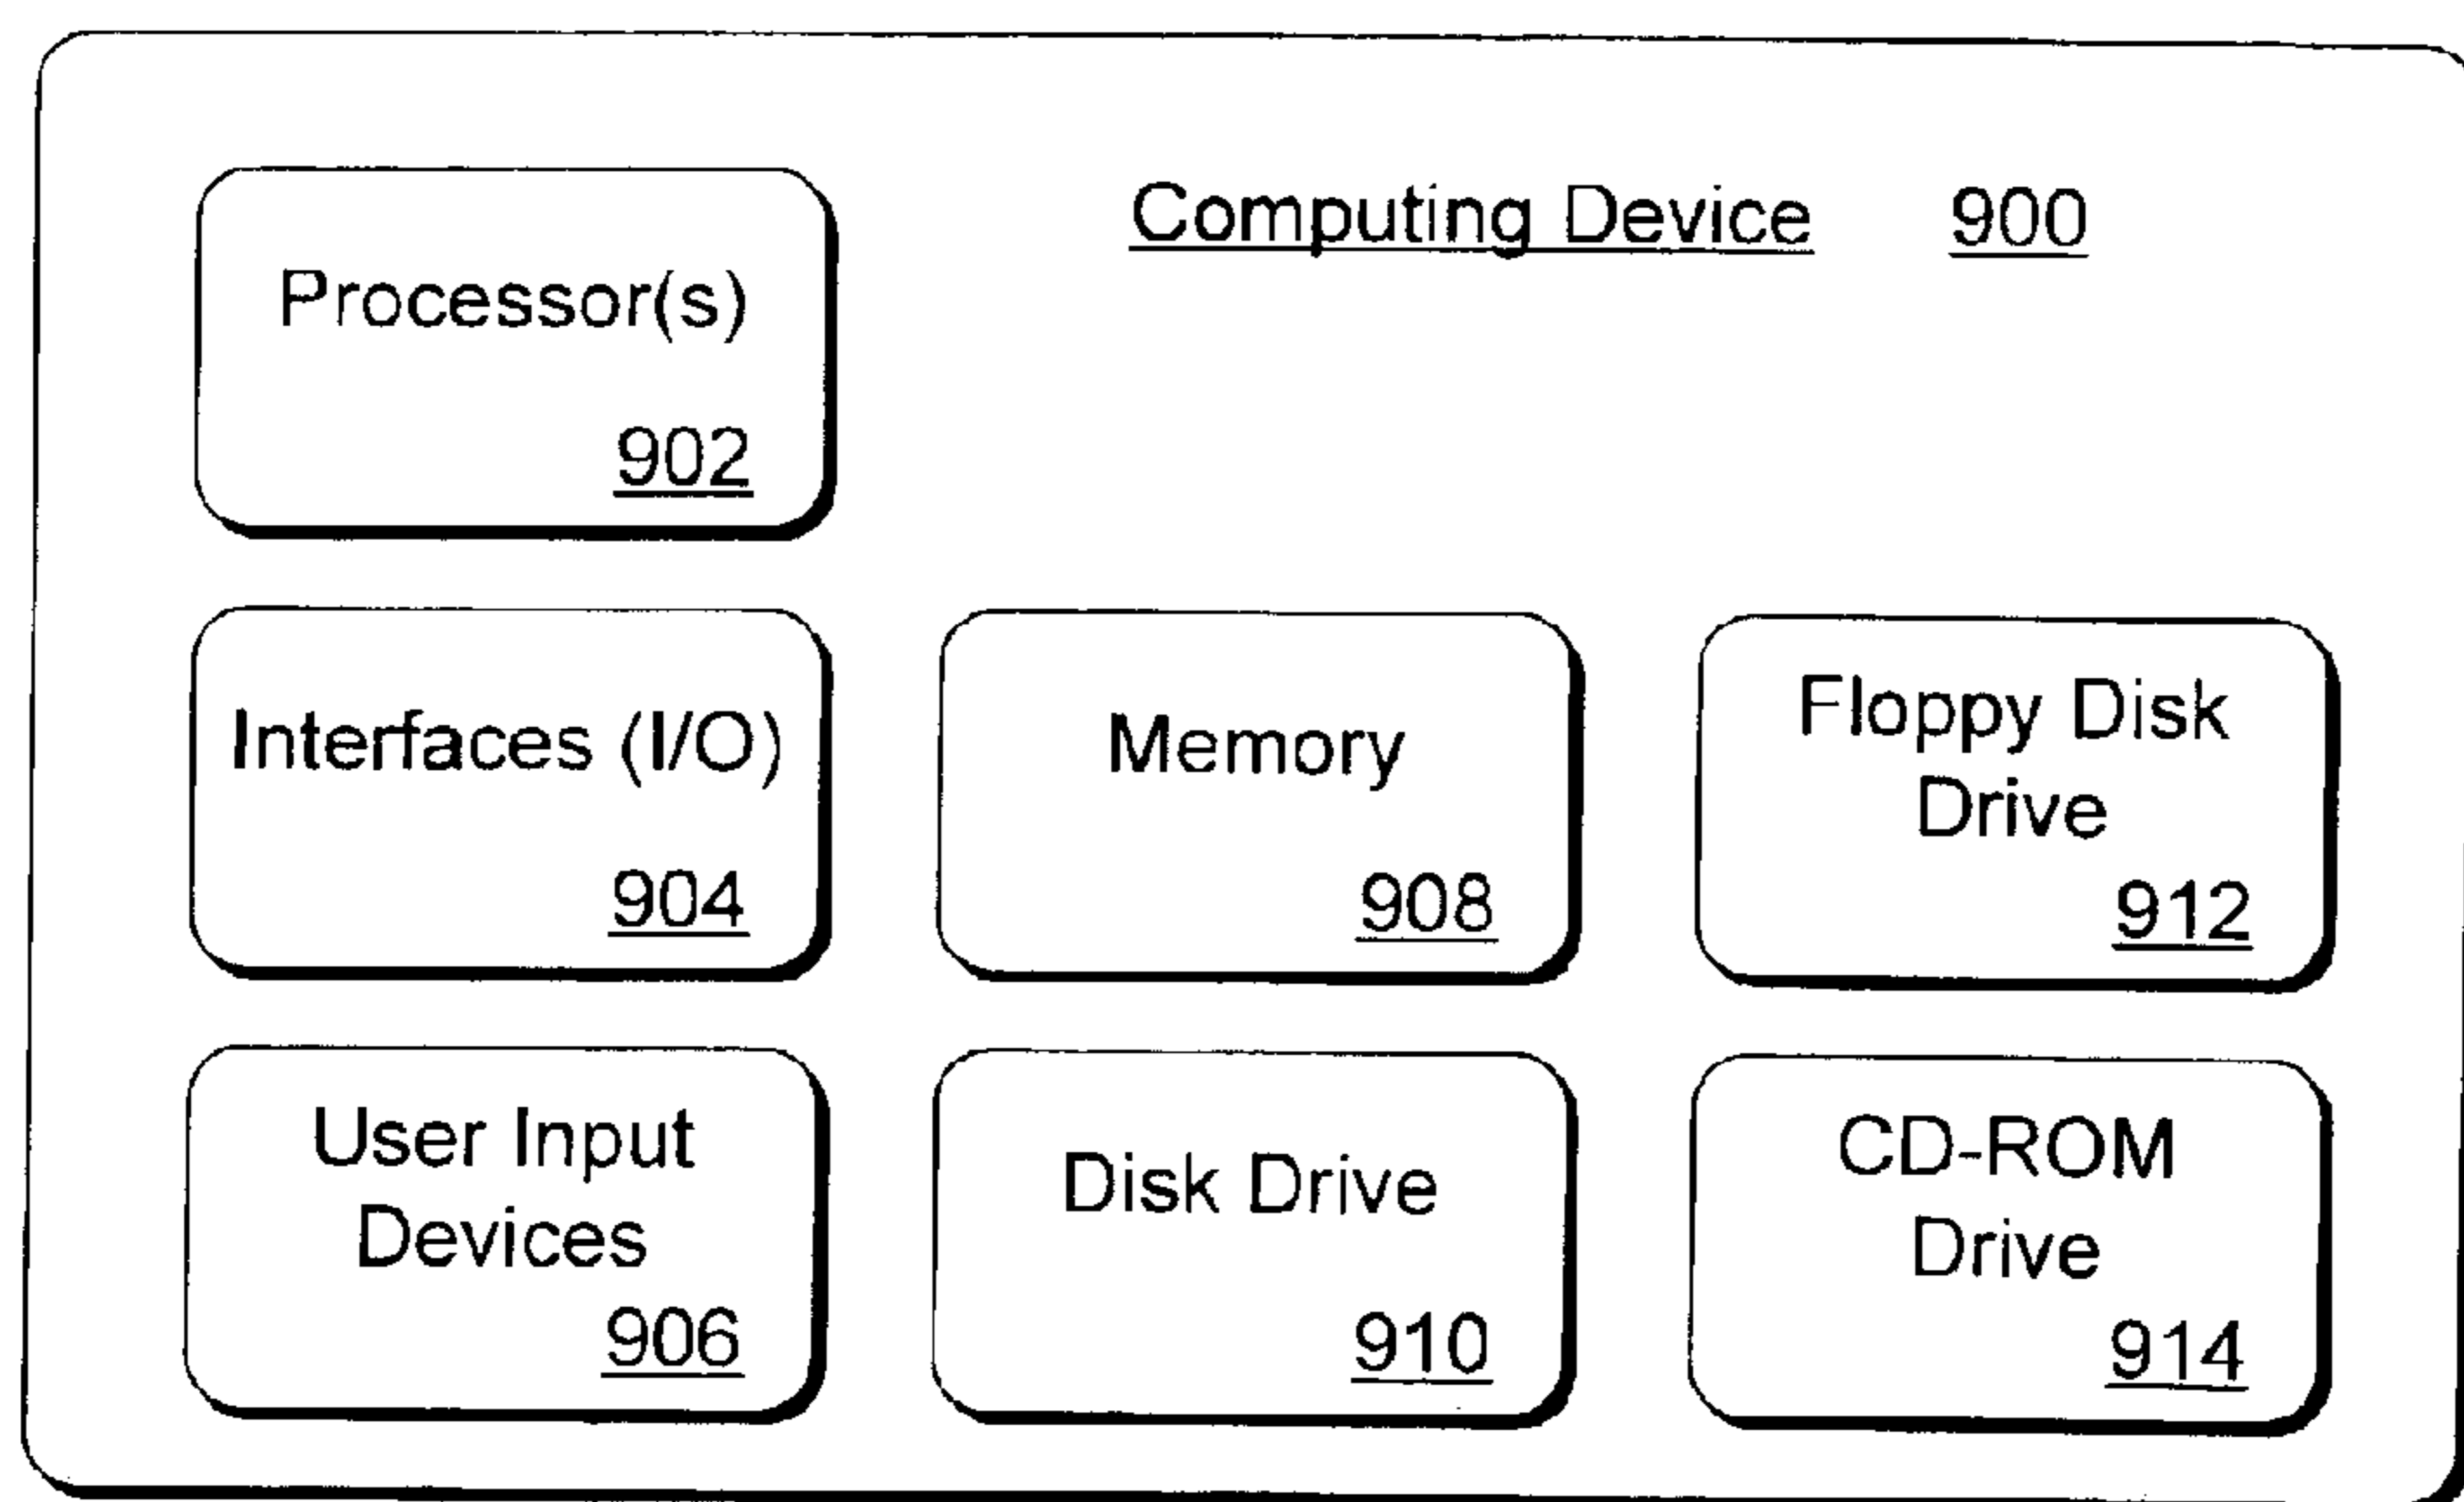 Computing Device 900
Processor(s)
902
Interfaces (I/O)
904
Memory
908
Floppy Disk
Drive
912
User Input
Devices
906
Disk Drive
910
CD-ROM
Drive
914